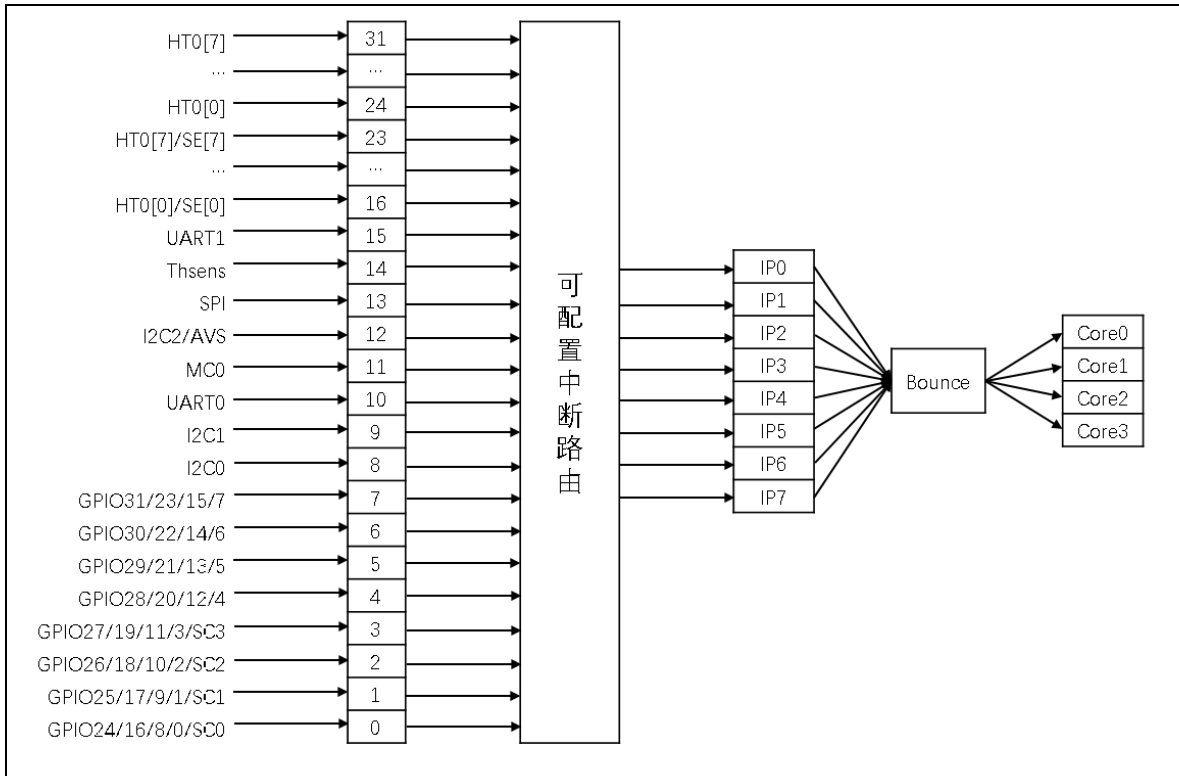 HT0[7] 31
... ...
HT0[0] 24
HT0[7]/SE[7] 23
... ...
HT0[0]/SE[0] 16
UART1 15
Thsens 14
SPI 13
I2C2/AVS 12
MC0 11
UART0 10
I2C1 9
I2C0 8
GPIO31/23/15/7 7
GPIO30/22/14/6 6
GPIO29/21/13/5 5
GPIO28/20/12/4 4
GPIO27/19/11/3/SC3 3
GPIO26/18/10/2/SC2 2
GPIO25/17/9/1/SC1 1
GPIO24/16/8/0/SC0 0
可配置中断路由
IP0
IP1
IP2
IP3
IP4
IP5
IP6
IP7
Bounce
Core0
Core1
Core2
Core3